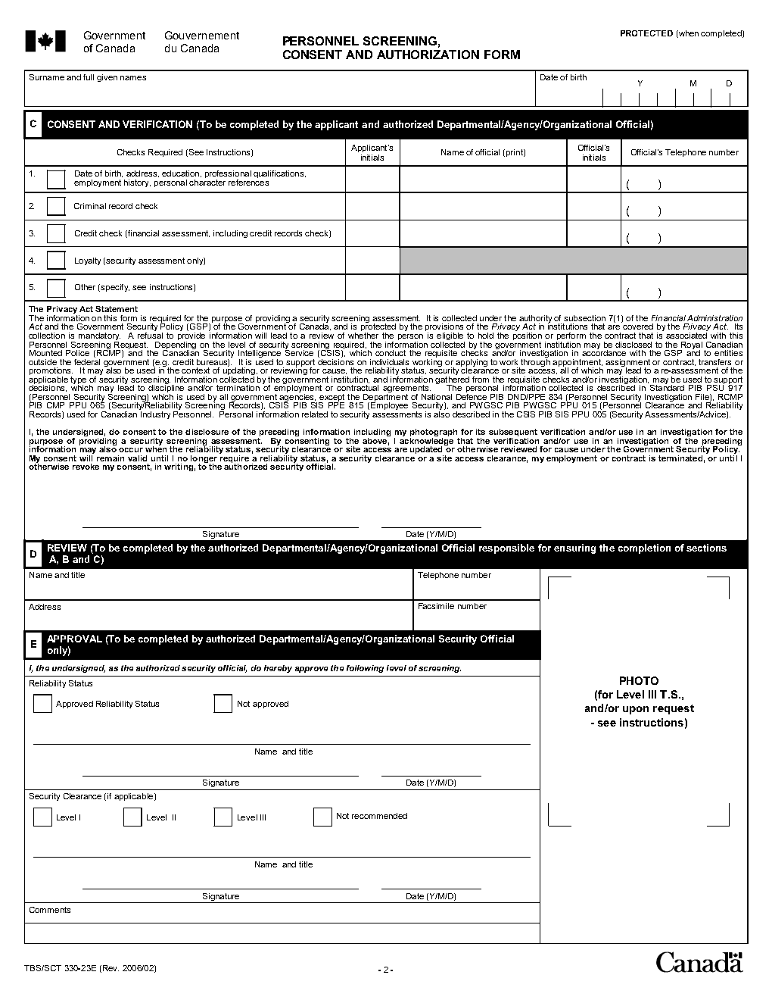 Government of Canada
Gouvernement du Canada
PERSONNEL SCREENING,
CONSENT AND AUTHORIZATION FORM
PROTECTED (when completed)
Surname and full given names
Date of birth
Y M D
C CONSENT AND VERIFICATION (To be completed by the applicant and authorized Departmental/Agency/Organizational Official)
Checks Required (See Instructions)
Applicant's initials
Name of official (print)
Official's initials
Official's Telephone number
1. Date of birth, address, education, professional qualifications,
employment history, personal character references
( )
2. Criminal record check
( )
3. Credit check (financial assessment, including credit records check)
( )
4. Loyalty (security assessment only)
5. Other (specify, see instructions)
( )
The Privacy Act Statement
The information on this form is required for the purpose of providing a security screening assessment. It is collected under the authority of subsection 7(1) of the Financial Administration
Act and the Government Security Policy (GSP) of the Government of Canada, and is protected by the provisions of the Privacy Act in institutions that are covered by the Privacy Act. Its
collection is mandatory. A refusal to provide information will lead to a review of whether the person is eligible to hold the position or perform the contract that is associated with this
Personnel Screening Request. Depending on the level of security screening required, the information collected by the government institution may be disclosed to the Royal Canadian
Mounted Police (RCMP) and the Canadian Security Intelligence Service (CSIS), which conduct the requisite checks and/or investigation in accordance with the GSP and to entities
outside the federal government (e.g. credit bureaus). It is used to support decisions on individuals working or applying to work through appointment, assignment or contract, transfers or
promotions. It may also be used in the context of updating, or reviewing for cause, the reliability status, security clearance or site access, all of which may lead to a re-assessment of the
applicable type of security screening. Information collected by the government institution, and information gathered from the requisite checks and/or investigation, may be used to support
decisions, which may lead to discipline and/or termination of employment or contractual agreements. The personal information collected is described in Standard PIB PSU 917
(Personnel Security Screening) which is used by all government agencies, except the Department of National Defence PIB DND/PPE 834 (Personnel Security Investigation File), RCMP
PIB CMP PPU 065 (Security/Reliability Screening Records), CSIS PIB SIS PPE 815 (Employee Security), and PWGSC PIB PWGSC PPU 015 (Personnel Clearance and Reliability
Records) used for Canadian Industry Personnel. Personal information related to security assessments is also described in the CSIS PIB SIS PPU 005 (Security Assessments/Advice).
I, the undersigned, do consent to the disclosure of the preceding information including my photograph for its subsequent verification and/or use in an investigation for the
purpose of providing a security screening assessment. By consenting to the above, I acknowledge that the verification and/or use in an investigation of the preceding
information may also occur when the reliability status, security clearance or site access are updated or otherwise reviewed for cause under the Government Security Policy.
My consent will remain valid until I no longer require a reliability status, a security clearance or a site access clearance, my employment or contract is terminated, or until I
otherwise revoke my consent, in writing, to the authorized security official.
Signature
Date (Y/M/D)
D REVIEW (To be completed by the authorized Departmental/Agency/Organizational Official responsible for ensuring the completion of sections
A, B and C)
Name and title
Telephone number
Address
Facsimile number
E APPROVAL (To be completed by authorized Departmental/Agency/Organizational Security Official
only)
I, the undersigned, as the authorized security official, do hereby approve the following level of screening.
Reliability Status
Approved Reliability Status
Not approved
Name and title
Signature
Date (Y/M/D)
Security Clearance (if applicable)
Level I
Level II
Level III
Not recommended
Name and title
Signature
Date (Y/M/D)
Comments
PHOTO
(for Level III T.S.,
and/or upon request
- see instructions)
TBS/SCT 330-23E (Rev. 2006/02)
- 2 -
Canada